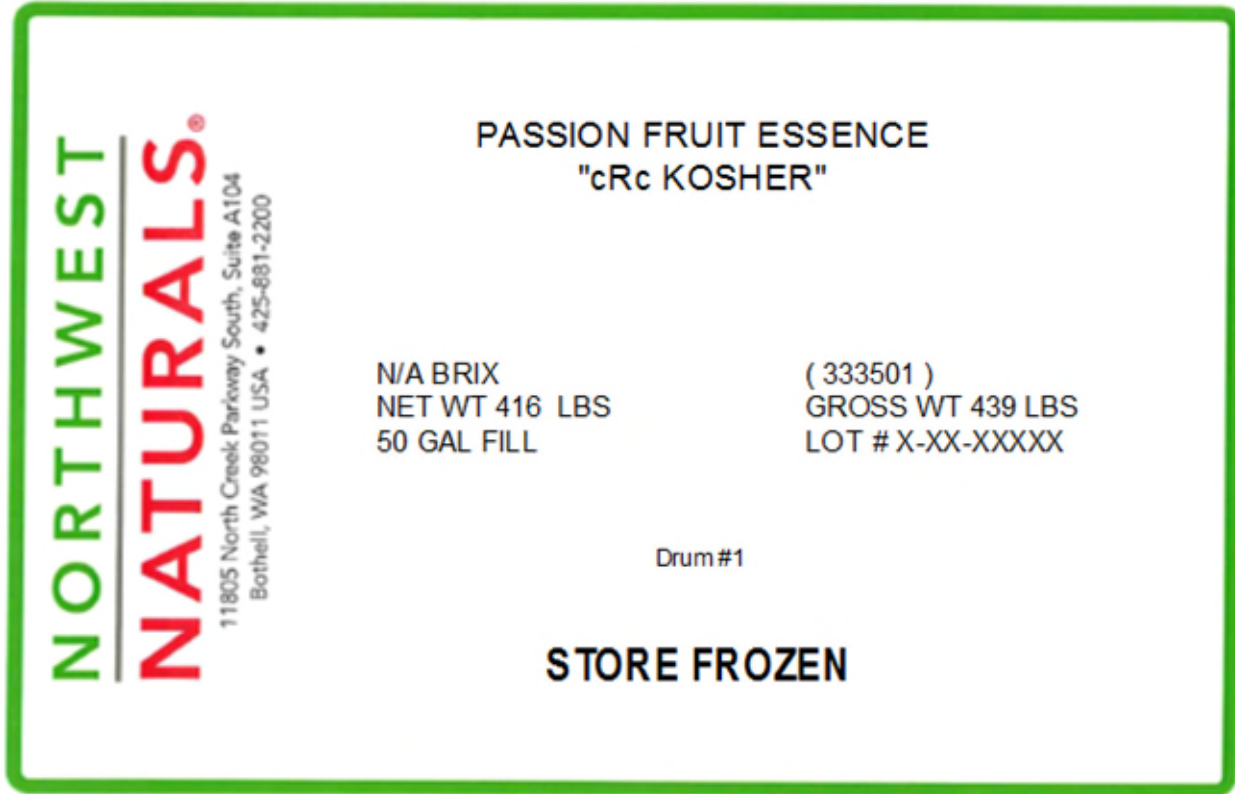 NORTHWEST
NATURALS®
11805 North Creek Parkway South, Suite A104
Bothell, WA 98011 USA • 425-881-2200
PASSION FRUIT ESSENCE
"cRc KOSHER"
N/A BRIX
NET WT 416 LBS
50 GAL FILL
( 333501 )
GROSS WT 439 LBS
LOT # X-XX-XXXXX
Drum #1
STORE FROZEN